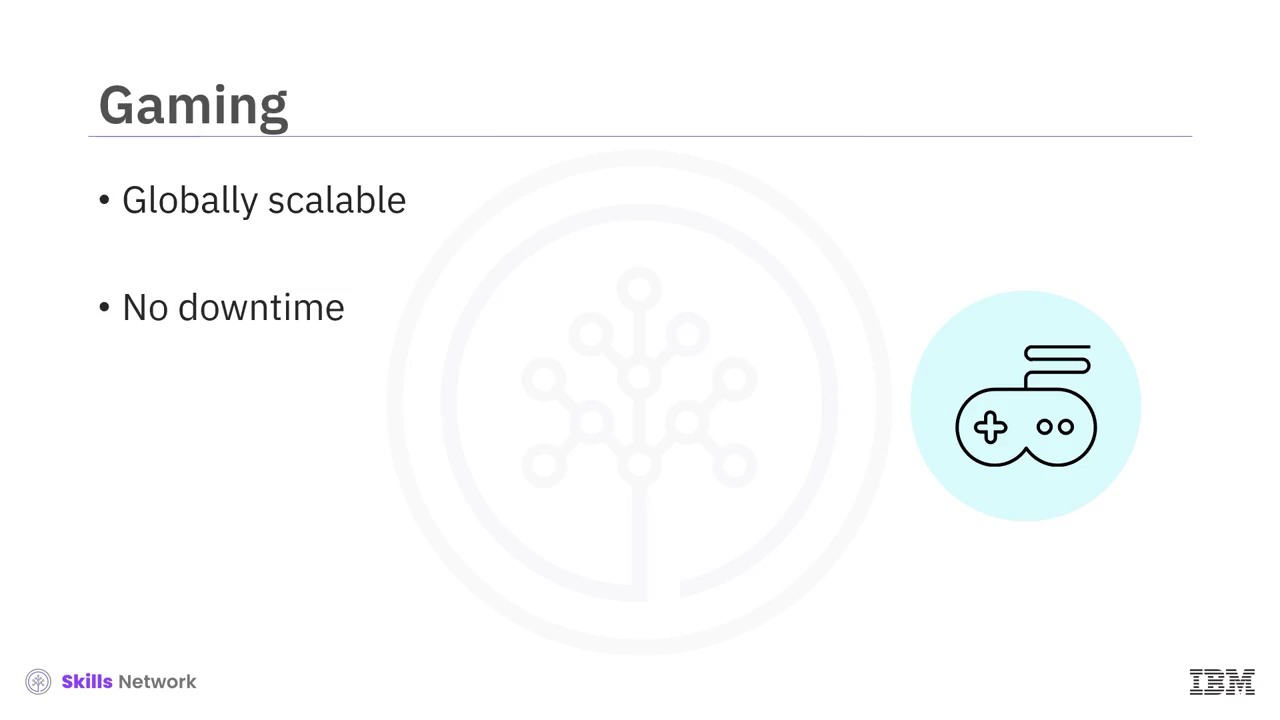 Gaming
• Globally scalable
• No downtime
Skills Network
IBM